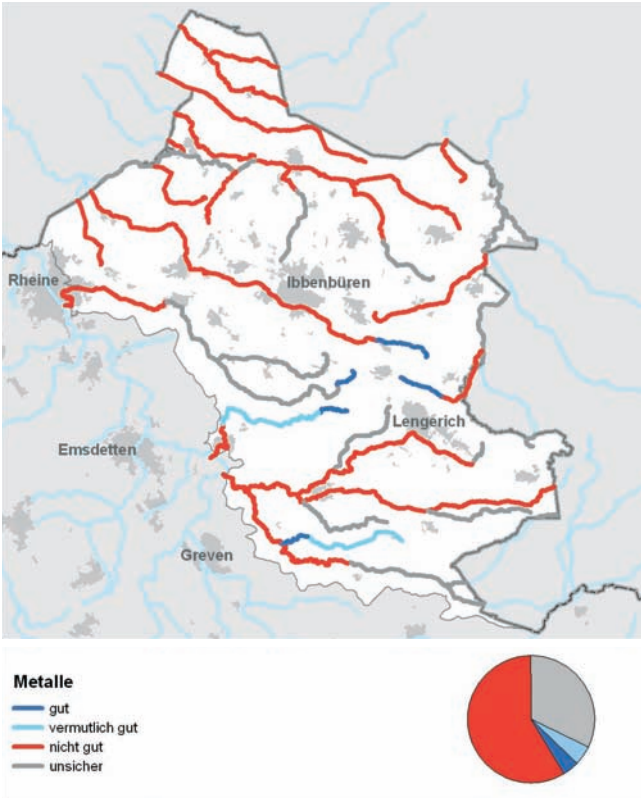 Rheine
Ibbenbüren
Lengerich
Emsdetten
Greven
Metalle
gut
vermutlich gut
nicht gut
unsicher